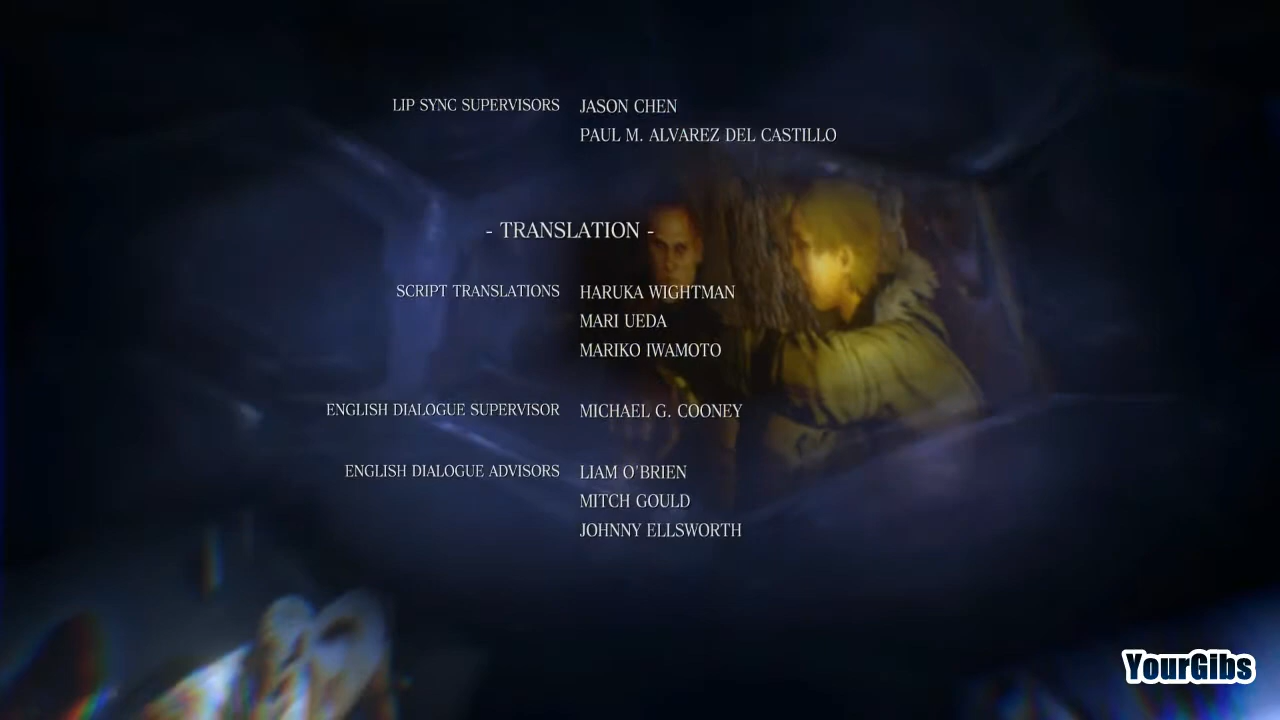 LIP SYNC SUPERVISORS JASON CHEN
PAUL M. ALVAREZ DEL CASTILLO
- TRANSLATION -
SCRIPT TRANSLATIONS HARUKA WIGHTMAN
MARI UEDA
MARIKO IWAMOTO
ENGLISH DIALOGUE SUPERVISOR MICHAEL G. COONEY
ENGLISH DIALOGUE ADVISORS LIAM O'BRIEN
MITCH GOULD
JOHNNY ELLSWORTH
YourGibs